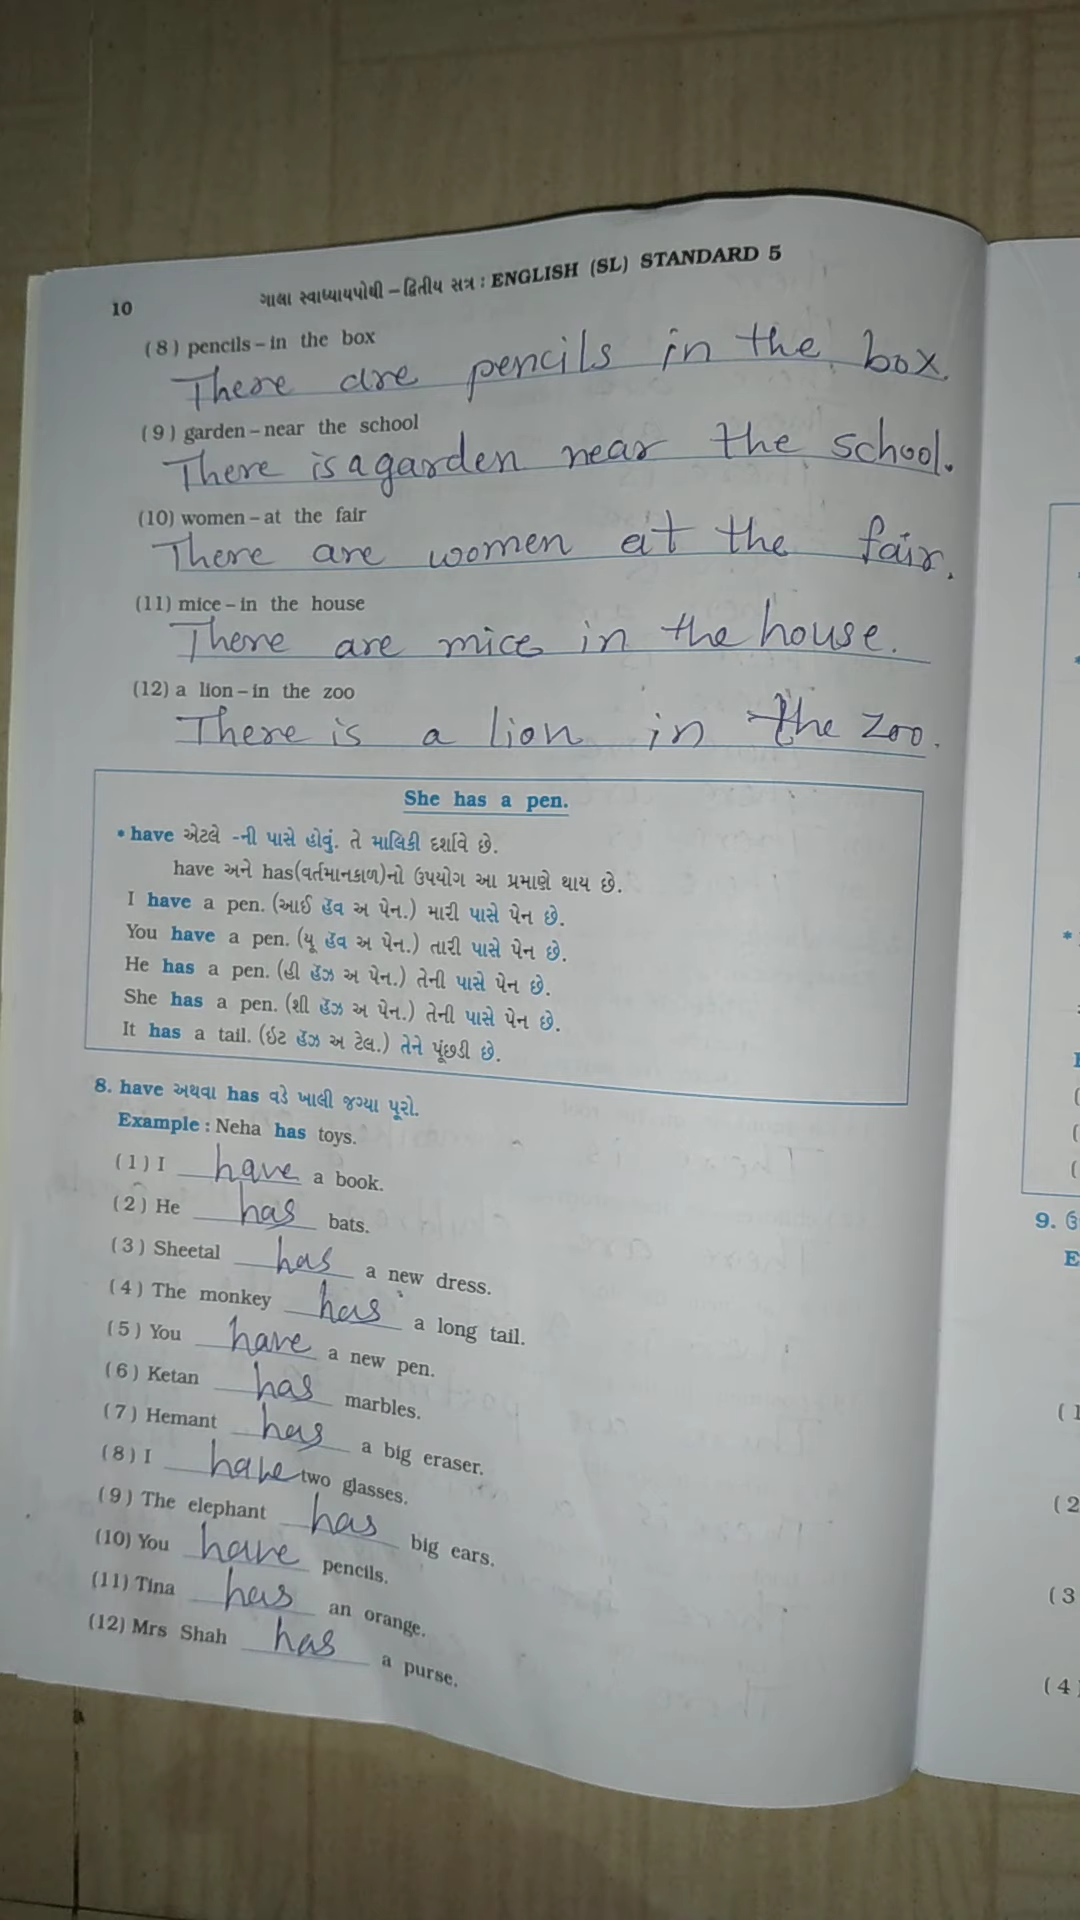 10
ગાલા સ્વાધ્યાયપોથી – દ્વિતીય સત્ર : ENGLISH (SL) STANDARD 5
(8) pencils – in the box
There are pencils in the box.
(9) garden – near the school
There is a garden near the school.
(10) women – at the fair
There are women at the fair.
(11) mice – in the house
There are mice in the house.
(12) a lion – in the zoo
There is a lion in the zoo.
She has a pen.
• have એટલે -ની પાસે હોવું. તે માલિકી દર્શાવે છે.
have અને has(વર્તમાનકાળ)નો ઉપયોગ આ પ્રમાણે થાય છે.
I have a pen. (આઈ હૅવ અ પેન.) મારી પાસે પેન છે.
You have a pen. (યૂ હૅવ અ પેન.) તારી પાસે પેન છે.
He has a pen. (હી હૅઝ અ પેન.) તેની પાસે પેન છે.
She has a pen. (શી હૅઝ અ પેન.) તેની પાસે પેન છે.
It has a tail. (ઇટ હૅઝ અ ટેલ.) તેને પૂંછડી છે.
8. have અથવા has વડે ખાલી જગ્યા પૂરો.
Example : Neha has toys.
(1) I have a book.
(2) He has bats.
(3) Sheetal has a new dress.
(4) The monkey has a long tail.
(5) You have a new pen.
(6) Ketan has marbles.
(7) Hemant has a big eraser.
(8) I have two glasses.
(9) The elephant has big ears.
(10) You have pencils.
(11) Tina has an orange.
(12) Mrs Shah has a purse.
9. ઉ
E
(1
(2
(3
(4